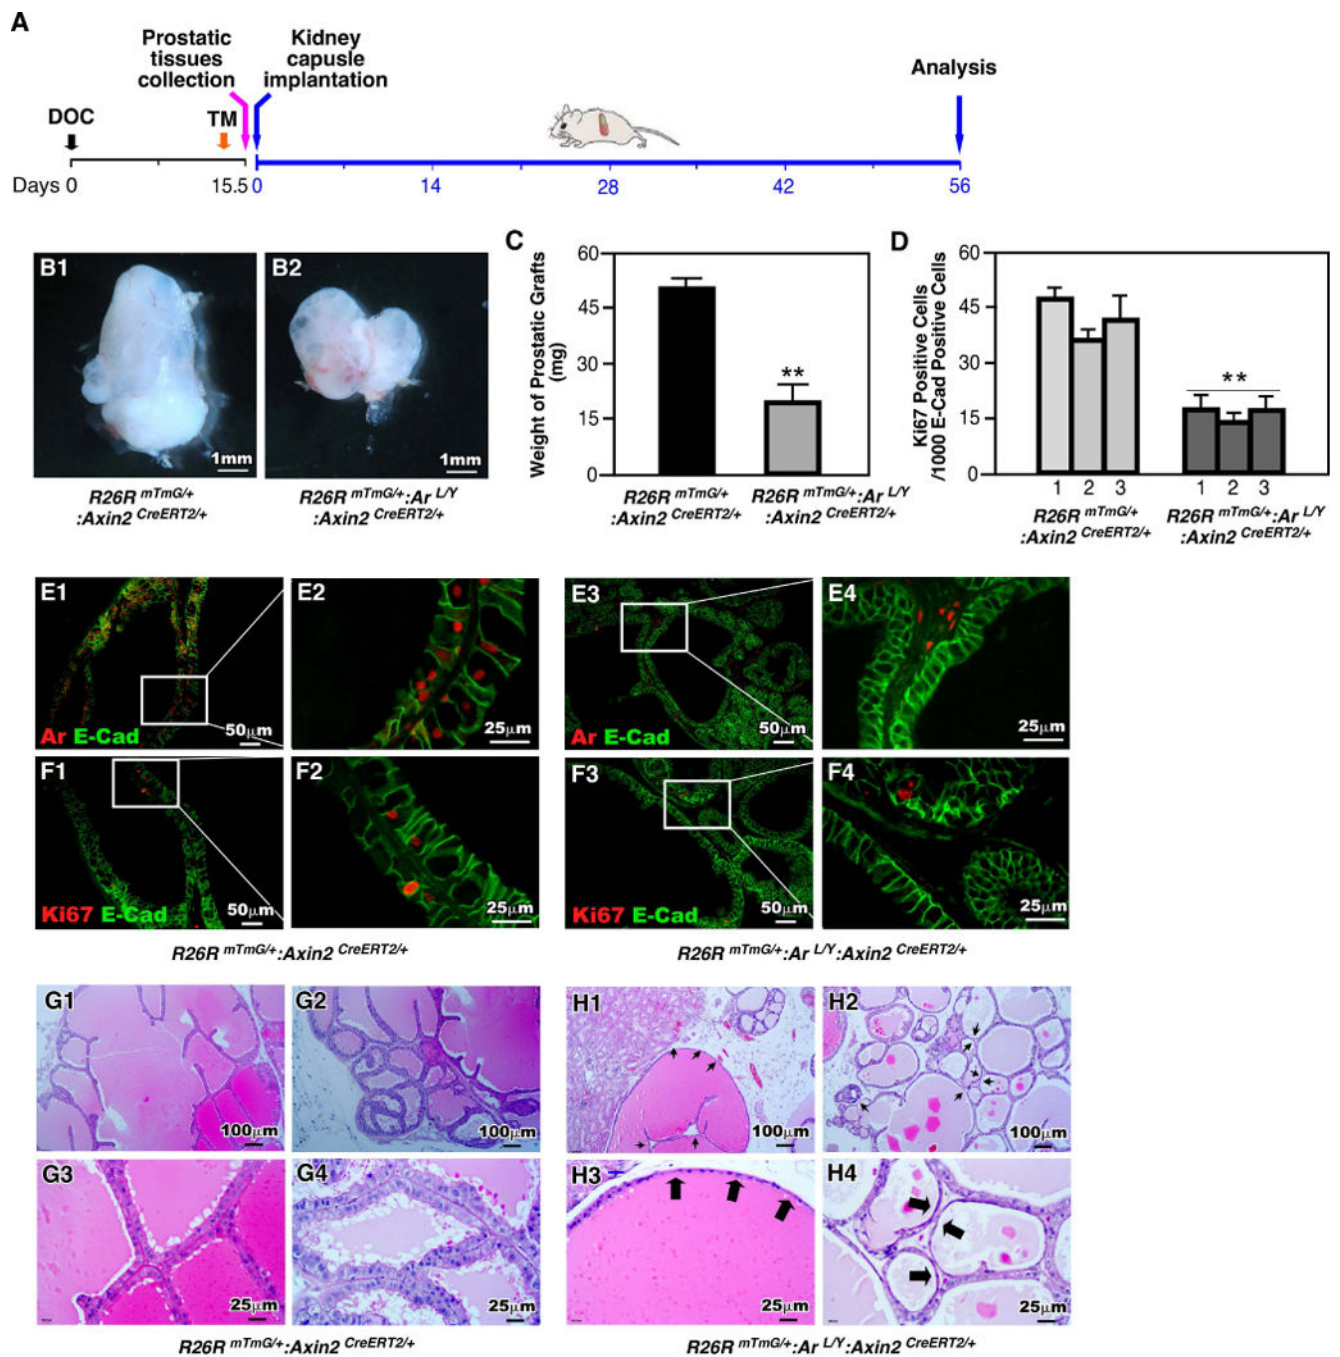 A
Prostatic
tissues
collection
Kidney
capusle
implantation
Analysis
DOC
TM
Days 0
15.5
0
14
28
42
56
B1
1mm
R26R mTmG/+
:Axin2 CreERT2/+
B2
1mm
R26R mTmG/+:Ar L/Y
:Axin2 CreERT2/+
C
Weight of Prostatic Grafts
(mg)
60
45
30
15
0
**
R26R mTmG/+
:Axin2 CreERT2/+
R26R mTmG/+:Ar L/Y
:Axin2 CreERT2/+
D
Ki67 Positive Cells
/1000 E-Cad Positive Cells
60
45
30
15
0
**
1 2 3
1 2 3
R26R mTmG/+
:Axin2 CreERT2/+
R26R mTmG/+:Ar L/Y
:Axin2 CreERT2/+
E1
Ar E-Cad
50μm
E2
25μm
E3
Ar E-Cad
50μm
E4
25μm
F1
Ki67 E-Cad
50μm
F2
25μm
F3
Ki67 E-Cad
50μm
F4
25μm
R26R mTmG/+:Axin2 CreERT2/+
R26R mTmG/+:Ar L/Y:Axin2 CreERT2/+
G1
100μm
G2
100μm
H1
100μm
H2
100μm
G3
25μm
G4
25μm
H3
25μm
H4
25μm
R26R mTmG/+:Axin2 CreERT2/+
R26R mTmG/+:Ar L/Y:Axin2 CreERT2/+